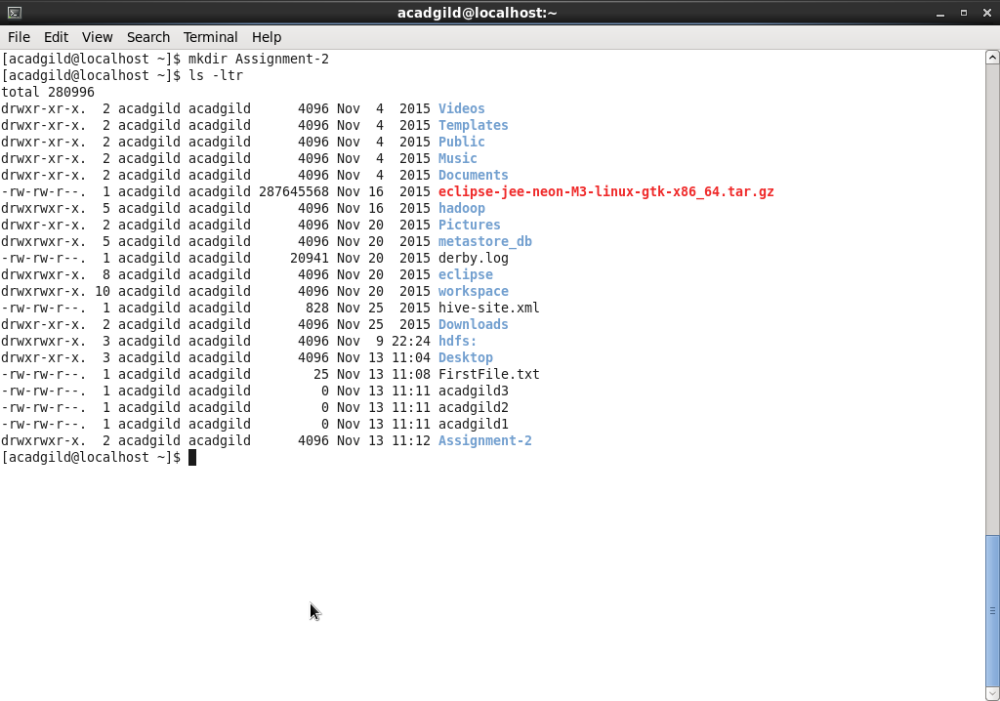 acadgild@localhost:~
File Edit View Search Terminal Help
[acadgild@localhost ~]$ mkdir Assignment-2
[acadgild@localhost ~]$ ls -ltr
total 280996
drwxr-xr-x.  2 acadgild acadgild      4096 Nov  4  2015 Videos
drwxr-xr-x.  2 acadgild acadgild      4096 Nov  4  2015 Templates
drwxr-xr-x.  2 acadgild acadgild      4096 Nov  4  2015 Public
drwxr-xr-x.  2 acadgild acadgild      4096 Nov  4  2015 Music
drwxr-xr-x.  2 acadgild acadgild      4096 Nov  4  2015 Documents
-rw-rw-r--.  1 acadgild acadgild 287645568 Nov 16  2015 eclipse-jee-neon-M3-linux-gtk-x86_64.tar.gz
drwxrwxr-x.  5 acadgild acadgild      4096 Nov 16  2015 hadoop
drwxr-xr-x.  2 acadgild acadgild      4096 Nov 20  2015 Pictures
drwxrwxr-x.  5 acadgild acadgild      4096 Nov 20  2015 metastore_db
-rw-rw-r--.  1 acadgild acadgild     20941 Nov 20  2015 derby.log
drwxrwxr-x.  8 acadgild acadgild      4096 Nov 20  2015 eclipse
drwxrwxr-x. 10 acadgild acadgild      4096 Nov 20  2015 workspace
-rw-rw-r--.  1 acadgild acadgild       828 Nov 25  2015 hive-site.xml
drwxr-xr-x.  2 acadgild acadgild      4096 Nov 25  2015 Downloads
drwxrwxr-x.  3 acadgild acadgild      4096 Nov  9 22:24 hdfs:
drwxr-xr-x.  3 acadgild acadgild      4096 Nov 13 11:04 Desktop
-rw-rw-r--.  1 acadgild acadgild        25 Nov 13 11:08 FirstFile.txt
-rw-rw-r--.  1 acadgild acadgild         0 Nov 13 11:11 acadgild3
-rw-rw-r--.  1 acadgild acadgild         0 Nov 13 11:11 acadgild2
-rw-rw-r--.  1 acadgild acadgild         0 Nov 13 11:11 acadgild1
drwxrwxr-x.  2 acadgild acadgild      4096 Nov 13 11:12 Assignment-2
[acadgild@localhost ~]$